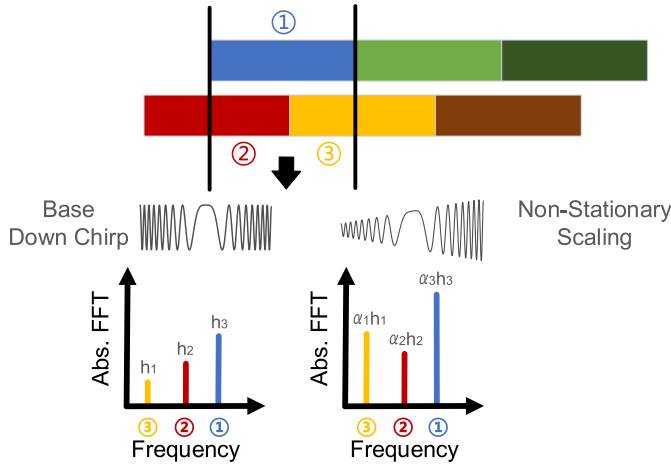 ①
② ③
Base
Down Chirp
Non-Stationary
Scaling
Abs. FFT
h₁
h₂
h₃
③ ② ①
Frequency
Abs. FFT
α₁h₁
α₂h₂
α₃h₃
③ ② ①
Frequency